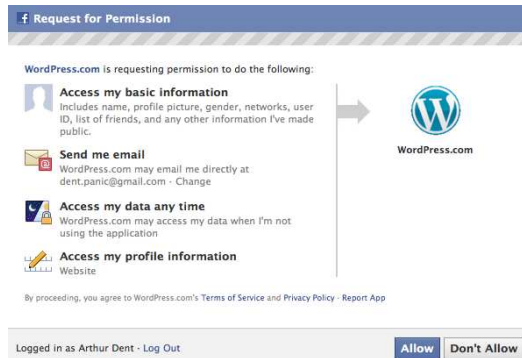 Request for Permission
WordPress.com is requesting permission to do the following:
Access my basic information
Includes name, profile picture, gender, networks, user
ID, list of friends, and any other information I've made
public.
Send me email
WordPress.com may email me directly at
dent.panic@gmail.com · Change
Access my data any time
WordPress.com may access my data when I'm not
using the application
Access my profile information
Website
WordPress.com
By proceeding, you agree to WordPress.com's Terms of Service and Privacy Policy · Report App
Logged in as Arthur Dent · Log Out
Allow
Don't Allow